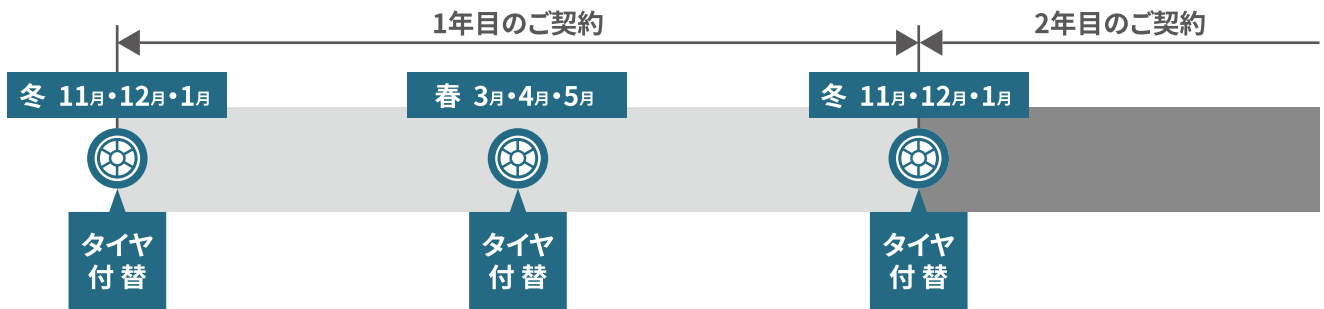 1年目のご契約
2年目のご契約
冬 11月・12月・1月
春 3月・4月・5月
冬 11月・12月・1月
タイヤ
付替
タイヤ
付替
タイヤ
付替